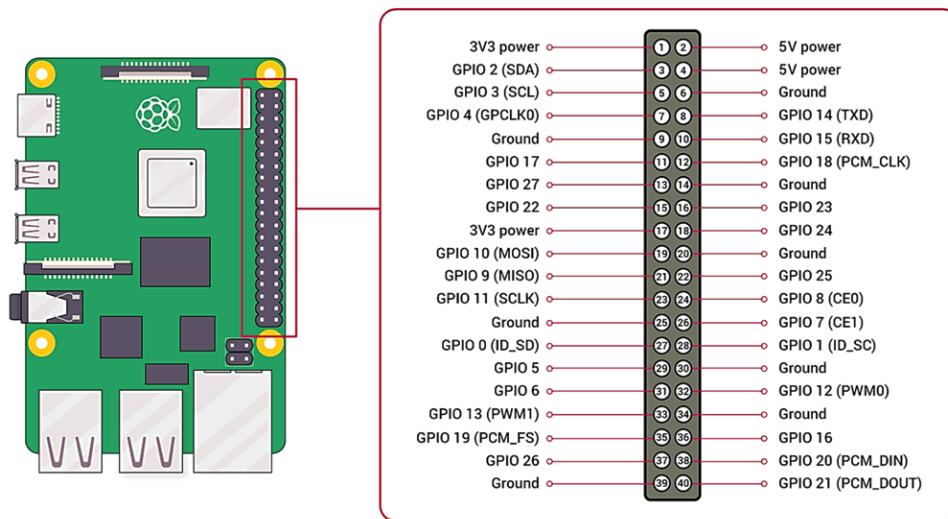 3V3 power 1 2 5V power
GPIO 2 (SDA) 3 4 5V power
GPIO 3 (SCL) 5 6 Ground
GPIO 4 (GPCLK0) 7 8 GPIO 14 (TXD)
Ground 9 10 GPIO 15 (RXD)
GPIO 17 11 12 GPIO 18 (PCM_CLK)
GPIO 27 13 14 Ground
GPIO 22 15 16 GPIO 23
3V3 power 17 18 GPIO 24
GPIO 10 (MOSI) 19 20 Ground
GPIO 9 (MISO) 21 22 GPIO 25
GPIO 11 (SCLK) 23 24 GPIO 8 (CE0)
Ground 25 26 GPIO 7 (CE1)
GPIO 0 (ID_SD) 27 28 GPIO 1 (ID_SC)
GPIO 5 29 30 Ground
GPIO 6 31 32 GPIO 12 (PWM0)
GPIO 13 (PWM1) 33 34 Ground
GPIO 19 (PCM_FS) 35 36 GPIO 16
GPIO 26 37 38 GPIO 20 (PCM_DIN)
Ground 39 40 GPIO 21 (PCM_DOUT)